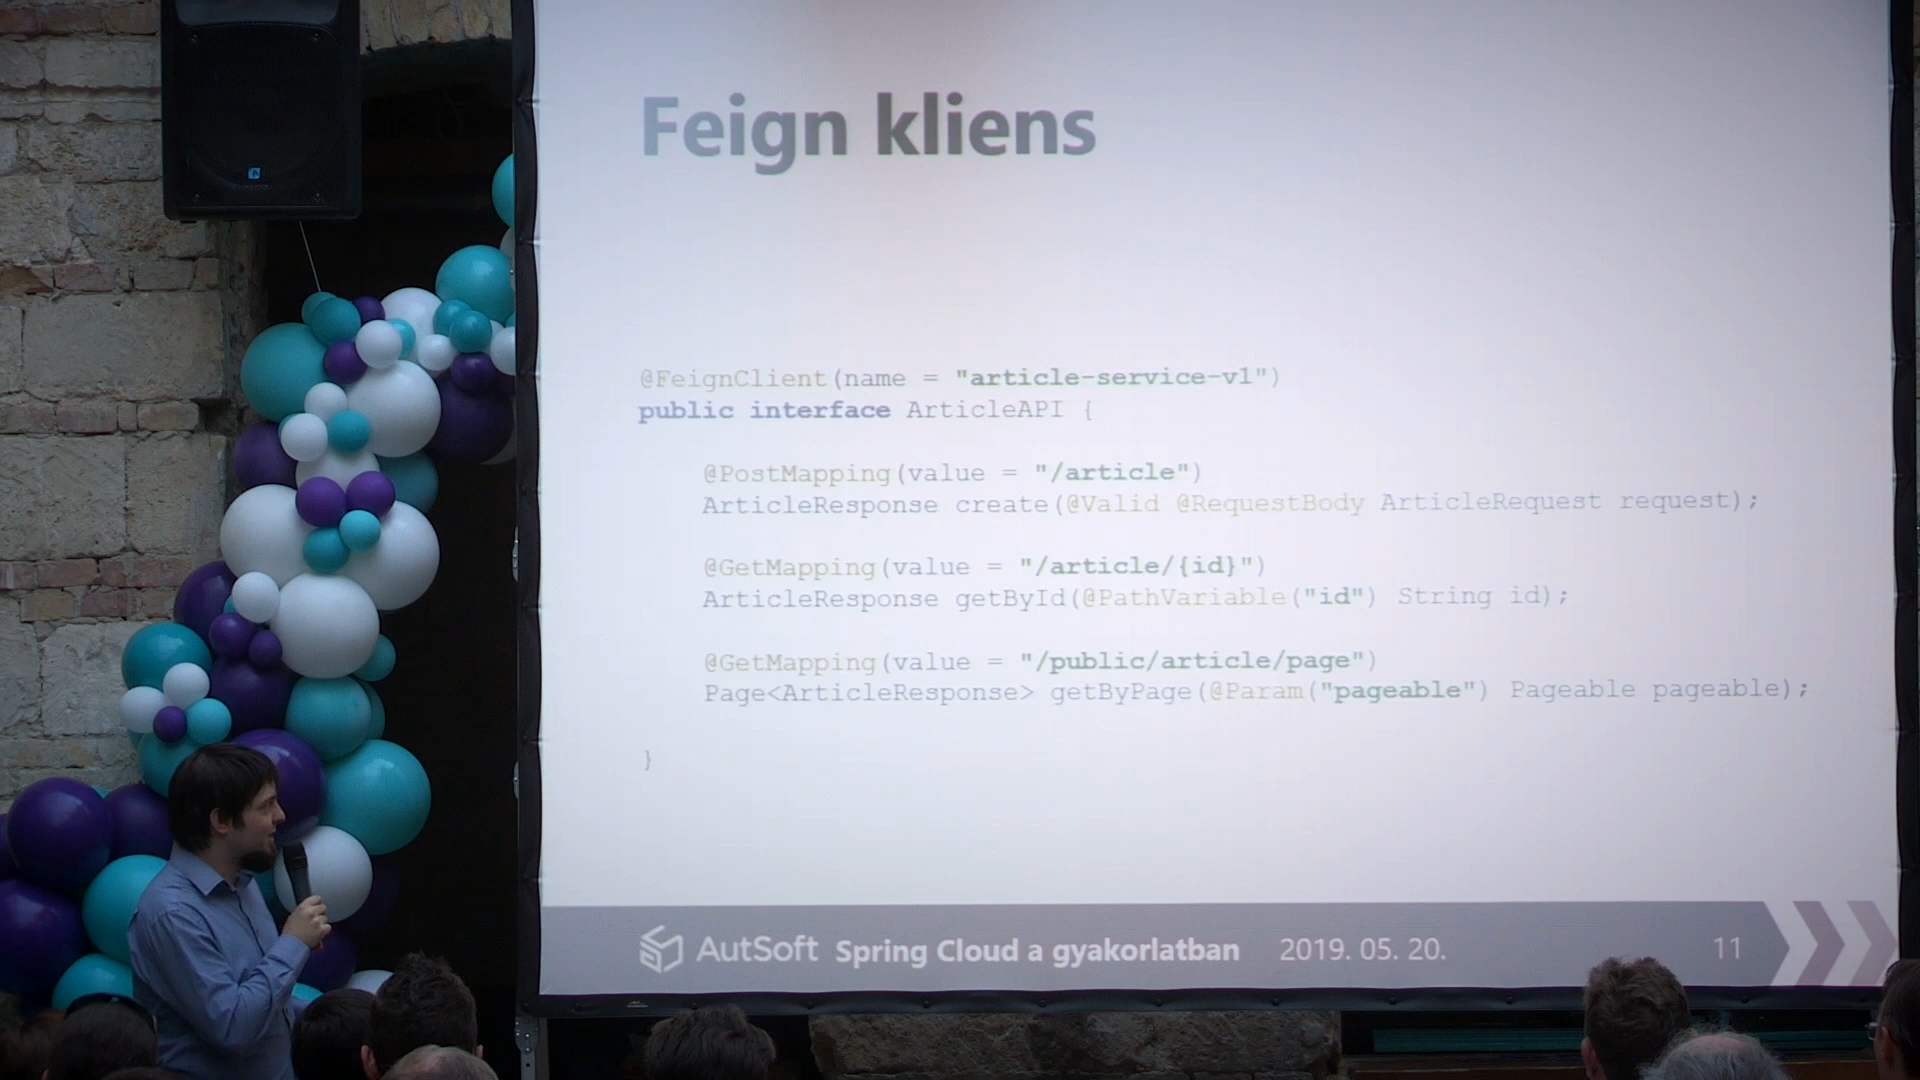 Feign kliens
@FeignClient(name = "article-service-v1")
public interface ArticleAPI {
@PostMapping(value = "/article")
ArticleResponse create(@Valid @RequestBody ArticleRequest request);
@GetMapping(value = "/article/{id}")
ArticleResponse getById(@PathVariable("id") String id);
@GetMapping(value = "/public/article/page")
Page<ArticleResponse> getByPage(@Param("pageable") Pageable pageable);
}
AutSoft Spring Cloud a gyakorlatban 2019. 05. 20. 11